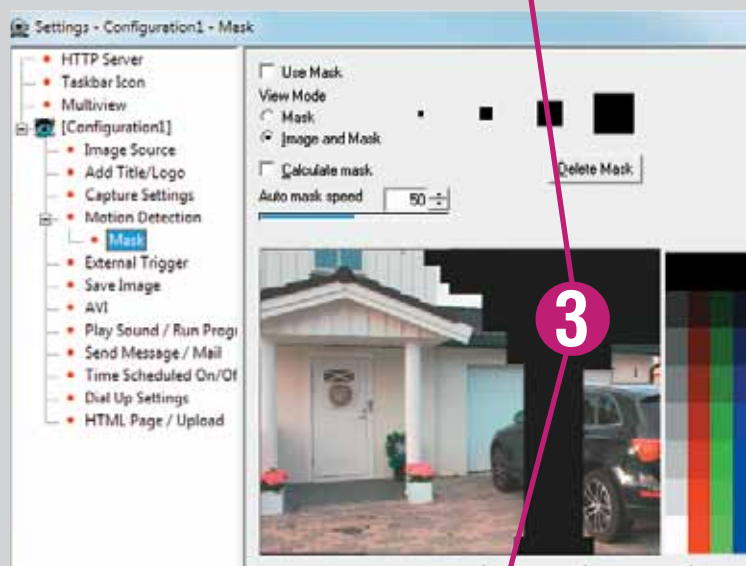 Settings - Configuration1 - Mask
HTTP Server
Taskbar Icon
Multiview
[Configuration1]
Image Source
Add Title/Logo
Capture Settings
Motion Detection
Mask
External Trigger
Save Image
AVI
Play Sound / Run Progr
Send Message / Mail
Time Scheduled On/Of
Dial Up Settings
HTML Page / Upload
Use Mask
View Mode
Mask
Image and Mask
Calculate mask
Delete Mask
Auto mask speed 50
3